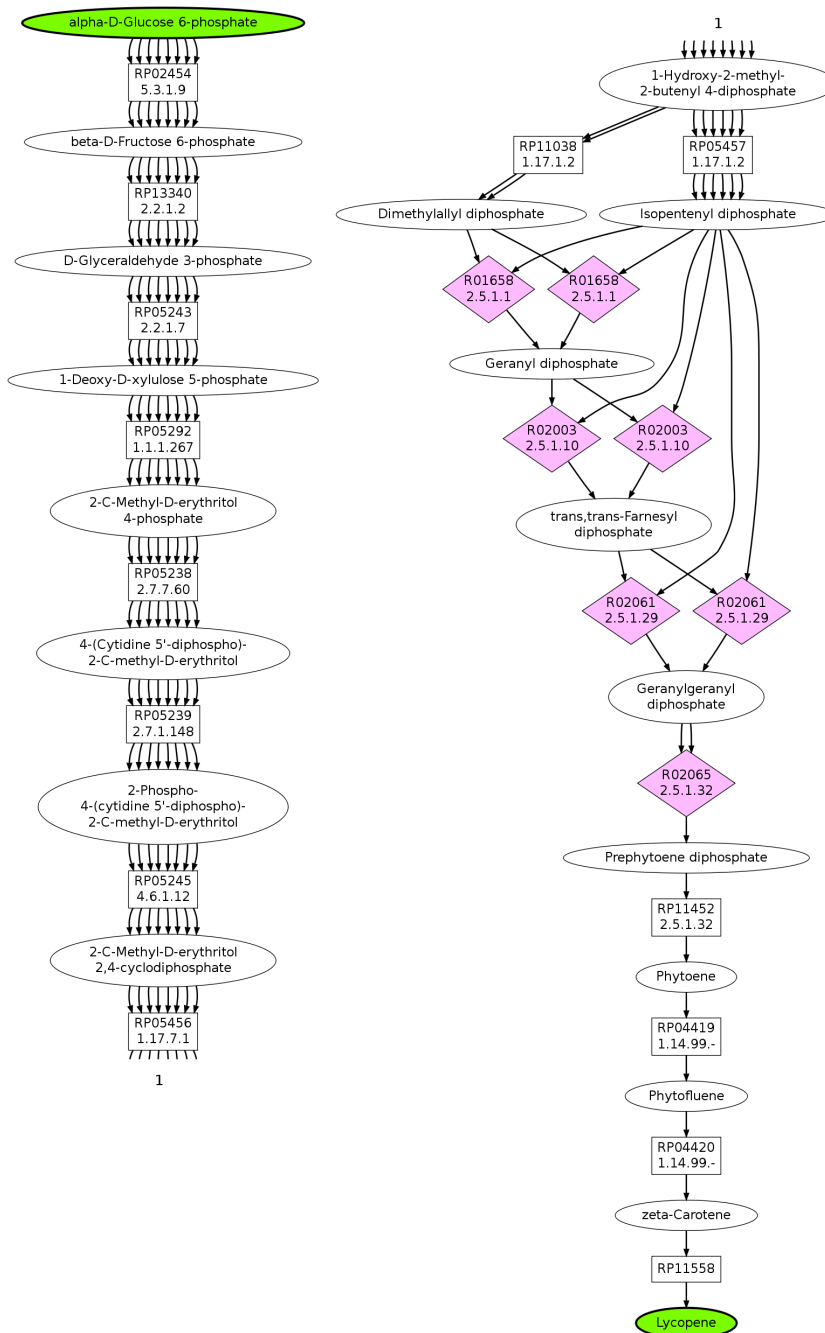 alpha-D-Glucose 6-phosphate
RP02454
5.3.1.9
beta-D-Fructose 6-phosphate
RP13340
2.2.1.2
D-Glyceraldehyde 3-phosphate
RP05243
2.2.1.7
1-Deoxy-D-xylulose 5-phosphate
RP05292
1.1.1.267
2-C-Methyl-D-erythritol
4-phosphate
RP05238
2.7.7.60
4-(Cytidine 5'-diphospho)-
2-C-methyl-D-erythritol
RP05239
2.7.1.148
2-Phospho-
4-(cytidine 5'-diphospho)-
2-C-methyl-D-erythritol
RP05245
4.6.1.12
2-C-Methyl-D-erythritol
2,4-cyclodiphosphate
RP05456
1.17.7.1
1
1
1-Hydroxy-2-methyl-
2-butenyl 4-diphosphate
RP11038
1.17.1.2
RP05457
1.17.1.2
Dimethylallyl diphosphate
Isopentenyl diphosphate
R01658
2.5.1.1
R01658
2.5.1.1
Geranyl diphosphate
R02003
2.5.1.10
R02003
2.5.1.10
trans,trans-Farnesyl
diphosphate
R02061
2.5.1.29
R02061
2.5.1.29
Geranylgeranyl
diphosphate
R02065
2.5.1.32
Prephytoene diphosphate
RP11452
2.5.1.32
Phytoene
RP04419
1.14.99.-
Phytofluene
RP04420
1.14.99.-
zeta-Carotene
RP11558
Lycopene